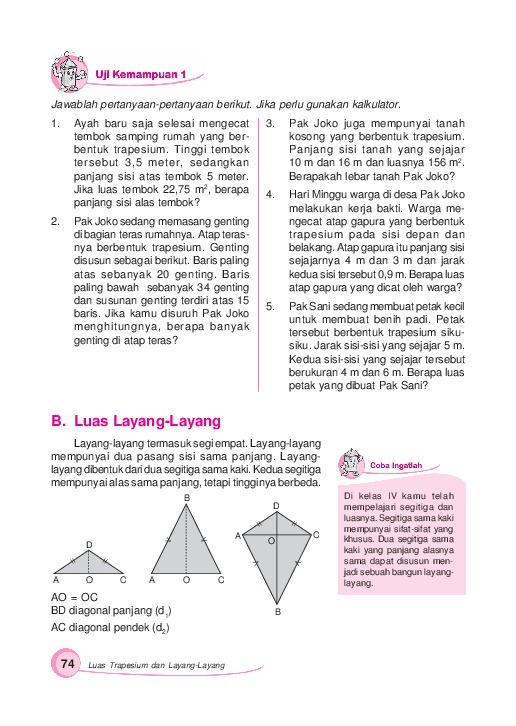 Uji Kemampuan 1
Jawablah pertanyaan-pertanyaan berikut. Jika perlu gunakan kalkulator.
1. Ayah baru saja selesai mengecat
tembok samping rumah yang ber-
bentuk trapesium. Tinggi tembok
tersebut 3,5 meter, sedangkan
panjang sisi atas tembok 5 meter.
Jika luas tembok 22,75 m², berapa
panjang sisi alas tembok?
2. Pak Joko sedang memasang genting
di bagian teras rumahnya. Atap teras-
nya berbentuk trapesium. Genting
disusun sebagai berikut. Baris paling
atas sebanyak 20 genting. Baris
paling bawah sebanyak 34 genting
dan susunan genting terdiri atas 15
baris. Jika kamu disuruh Pak Joko
menghitungnya, berapa banyak
genting di atap teras?
3. Pak Joko juga mempunyai tanah
kosong yang berbentuk trapesium.
Panjang sisi tanah yang sejajar
10 m dan 16 m dan luasnya 156 m².
Berapakah lebar tanah Pak Joko?
4. Hari Minggu warga di desa Pak Joko
melakukan kerja bakti. Warga me-
ngecat atap gapura yang berbentuk
trapesium pada sisi depan dan
belakang. Atap gapura itu panjang sisi
sejajarnya 4 m dan 3 m dan jarak
kedua sisi tersebut 0,9 m. Berapa luas
atap gapura yang dicat oleh warga?
5. Pak Sani sedang membuat petak kecil
untuk membuat benih padi. Petak
tersebut berbentuk trapesium siku-
siku. Jarak sisi-sisi yang sejajar 5 m.
Kedua sisi-sisi yang sejajar tersebut
berukuran 4 m dan 6 m. Berapa luas
petak yang dibuat Pak Sani?
B. Luas Layang-Layang
Layang-layang termasuk segi empat. Layang-layang
mempunyai dua pasang sisi sama panjang. Layang-
layang dibentuk dari dua segitiga sama kaki. Kedua segitiga
mempunyai alas sama panjang, tetapi tingginya berbeda.
Coba Ingatlah
Di kelas IV kamu telah
mempelajari segitiga dan
luasnya. Segitiga sama kaki
mempunyai sifat-sifat yang
khusus. Dua segitiga sama
kaki yang panjang alasnya
sama dapat disusun men-
jadi sebuah bangun layang-
layang.
D
A O C
B
A O C
D
A C
O
B
AO = OC
BD diagonal panjang (d₁)
AC diagonal pendek (d₂)
74 Luas Trapesium dan Layang-Layang